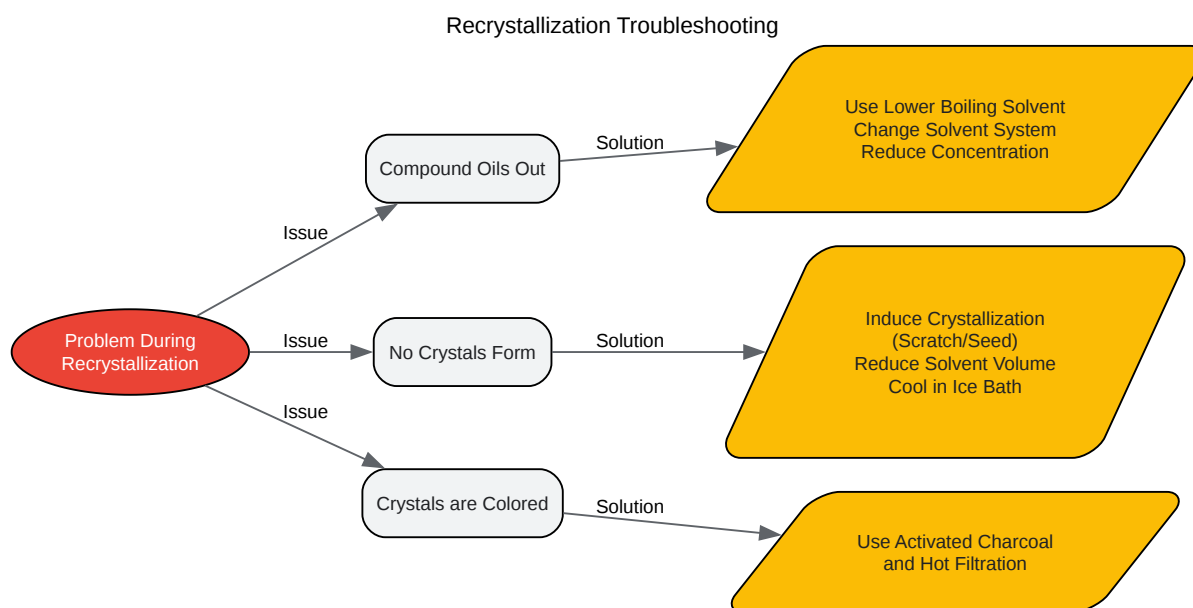 Recrystallization Troubleshooting
Use Lower Boiling Solvent
Change Solvent System
Reduce Concentration
Solution
Compound Oils Out
Issue
Induce Crystallization
(Scratch/Seed)
Reduce Solvent Volume
Cool in Ice Bath
Problem During
Recrystallization
Issue
No Crystals Form
Solution
Issue
Crystals are Colored
Solution
Use Activated Charcoal
and Hot Filtration